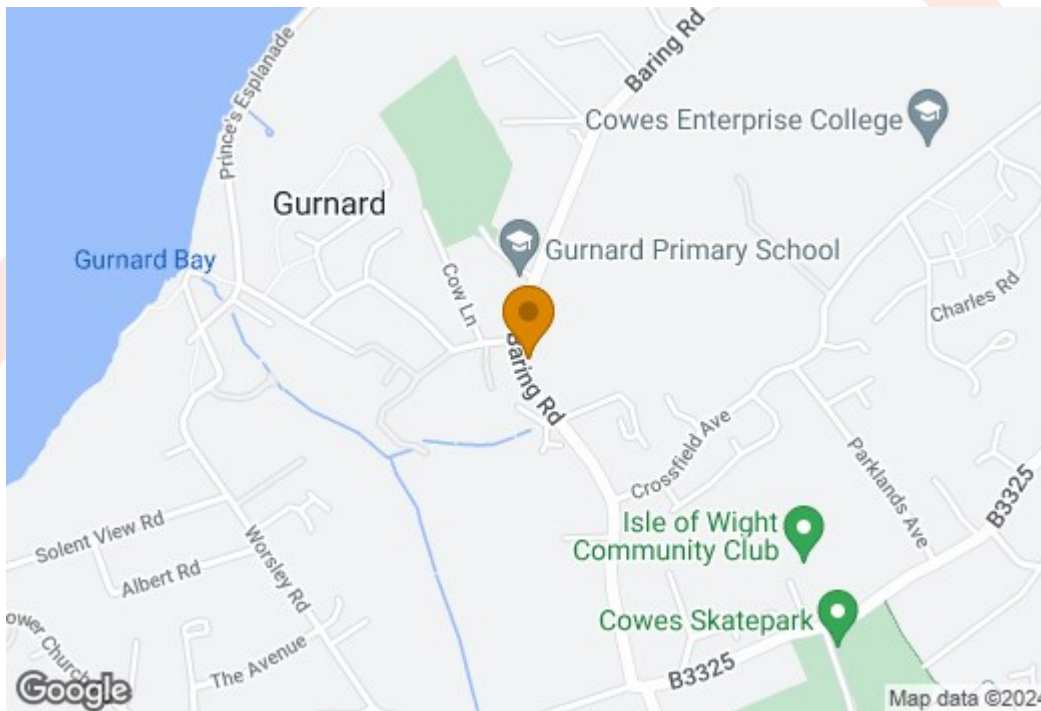 Prince's Esplanade
Baring Rd
Cowes Enterprise College
Gurnard
Gurnard Primary School
Gurnard Bay
Cow Ln
Charles Rd
Baring Rd
Crossfield Ave
Parklands Ave
B3325
Isle of Wight
Community Club
Solent View Rd
Worsley Rd
Albert Rd
Cowes Skatepark
The Avenue
B3325
Google
Map data ©2024